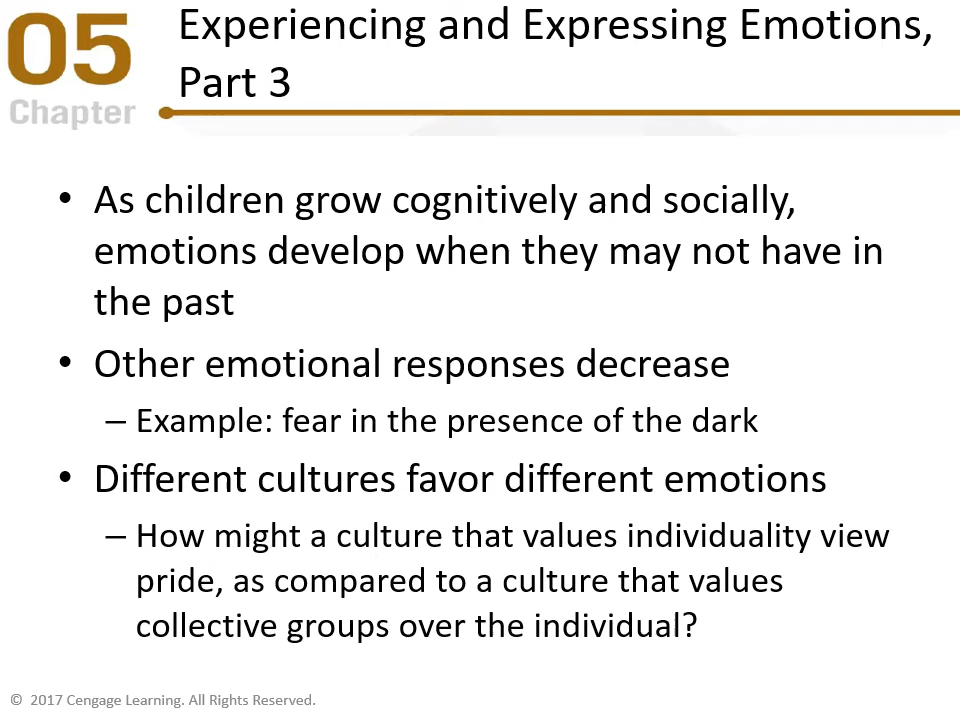 05
Chapter
Experiencing and Expressing Emotions,
Part 3
• As children grow cognitively and socially,
emotions develop when they may not have in
the past
• Other emotional responses decrease
– Example: fear in the presence of the dark
• Different cultures favor different emotions
– How might a culture that values individuality view
pride, as compared to a culture that values
collective groups over the individual?
© 2017 Cengage Learning. All Rights Reserved.